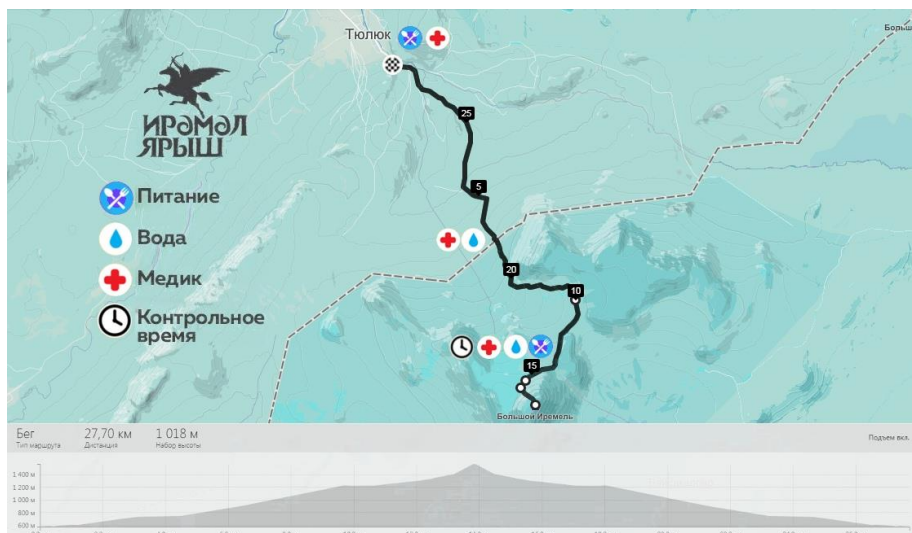 Тюлюк
Больш
ИРӘМӘЛ
ЯРЫШ
25
Питание
5
Вода
20
Медик
10
Контрольное
время
15
Большой Иремель
Бег
27,70 км
1 018 м
Тип маршрута
Дистанция
Набор высоты
Подъем вкл.
1 400 м
1 200 м
1 000 м
800 м
600 м